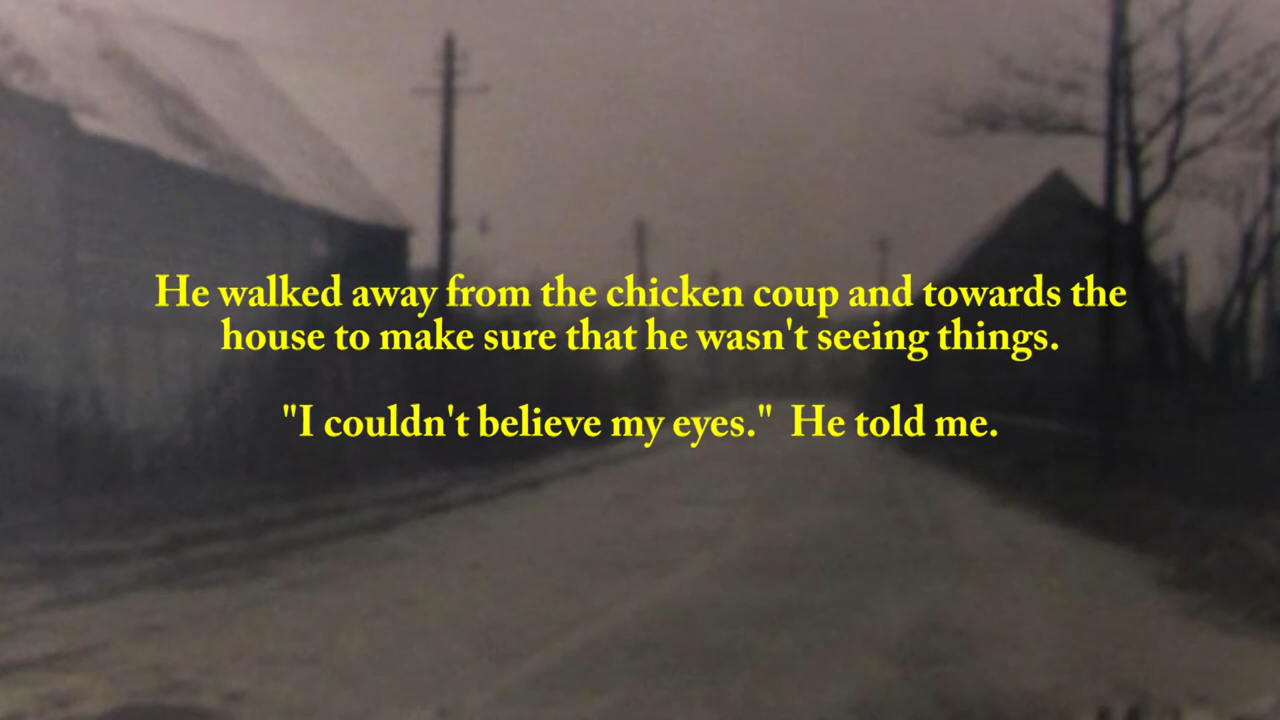 He walked away from the chicken coup and towards the
house to make sure that he wasn't seeing things.
"I couldn't believe my eyes."  He told me.